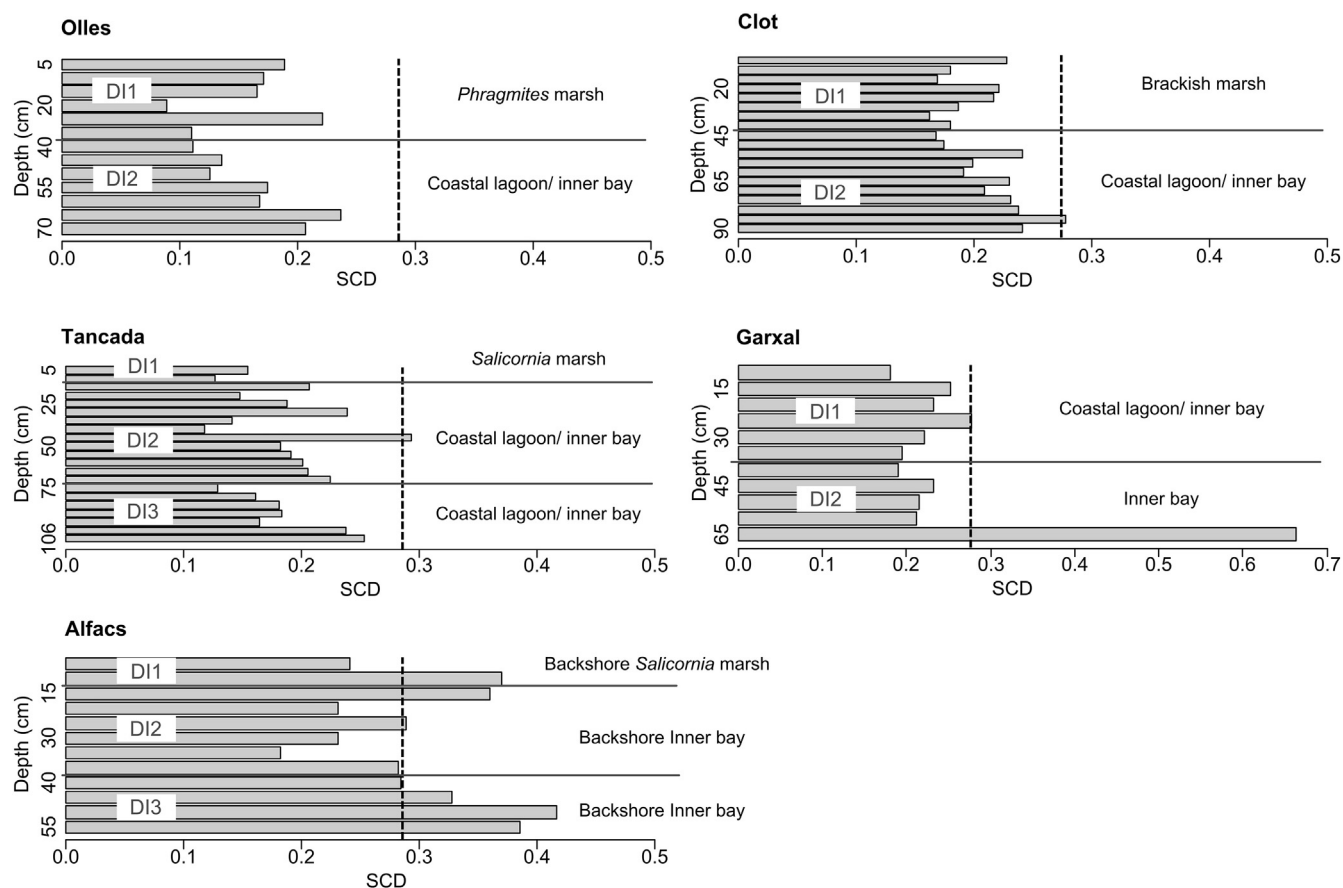 Olles
Depth (cm)
5
20
40
55
70
DI1
DI2
Phragmites marsh
Coastal lagoon/ inner bay
0.0 0.1 0.2 0.3 0.4 0.5
SCD
Clot
Depth (cm)
20
45
65
90
DI1
DI2
Brackish marsh
Coastal lagoon/ inner bay
0.0 0.1 0.2 0.3 0.4 0.5
SCD
Tancada
Depth (cm)
5
25
50
75
106
DI1
DI2
DI3
Salicornia marsh
Coastal lagoon/ inner bay
Coastal lagoon/ inner bay
0.0 0.1 0.2 0.3 0.4 0.5
SCD
Garxal
Depth (cm)
15
30
45
65
DI1
DI2
Coastal lagoon/ inner bay
Inner bay
0.0 0.1 0.2 0.3 0.4 0.5 0.6 0.7
SCD
Alfacs
Depth (cm)
15
30
40
55
DI1
DI2
DI3
Backshore Salicornia marsh
Backshore Inner bay
Backshore Inner bay
0.0 0.1 0.2 0.3 0.4 0.5
SCD